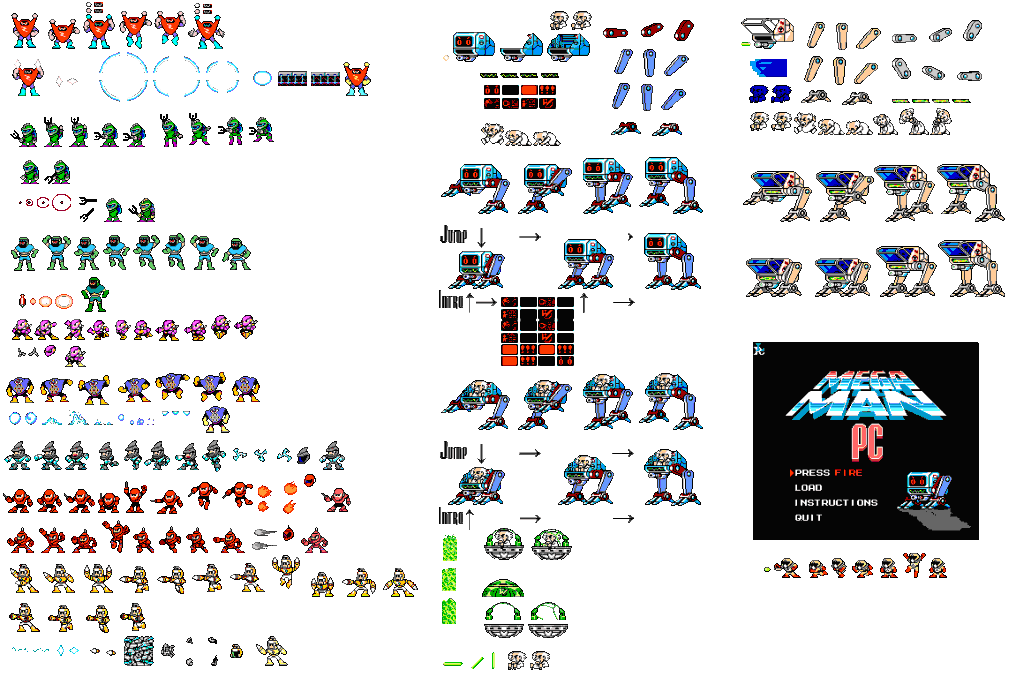 Jump
Intro
Jump
Intro
MEGA
MAN
PC
PRESS FIRE
LOAD
INSTRUCTIONS
QUIT